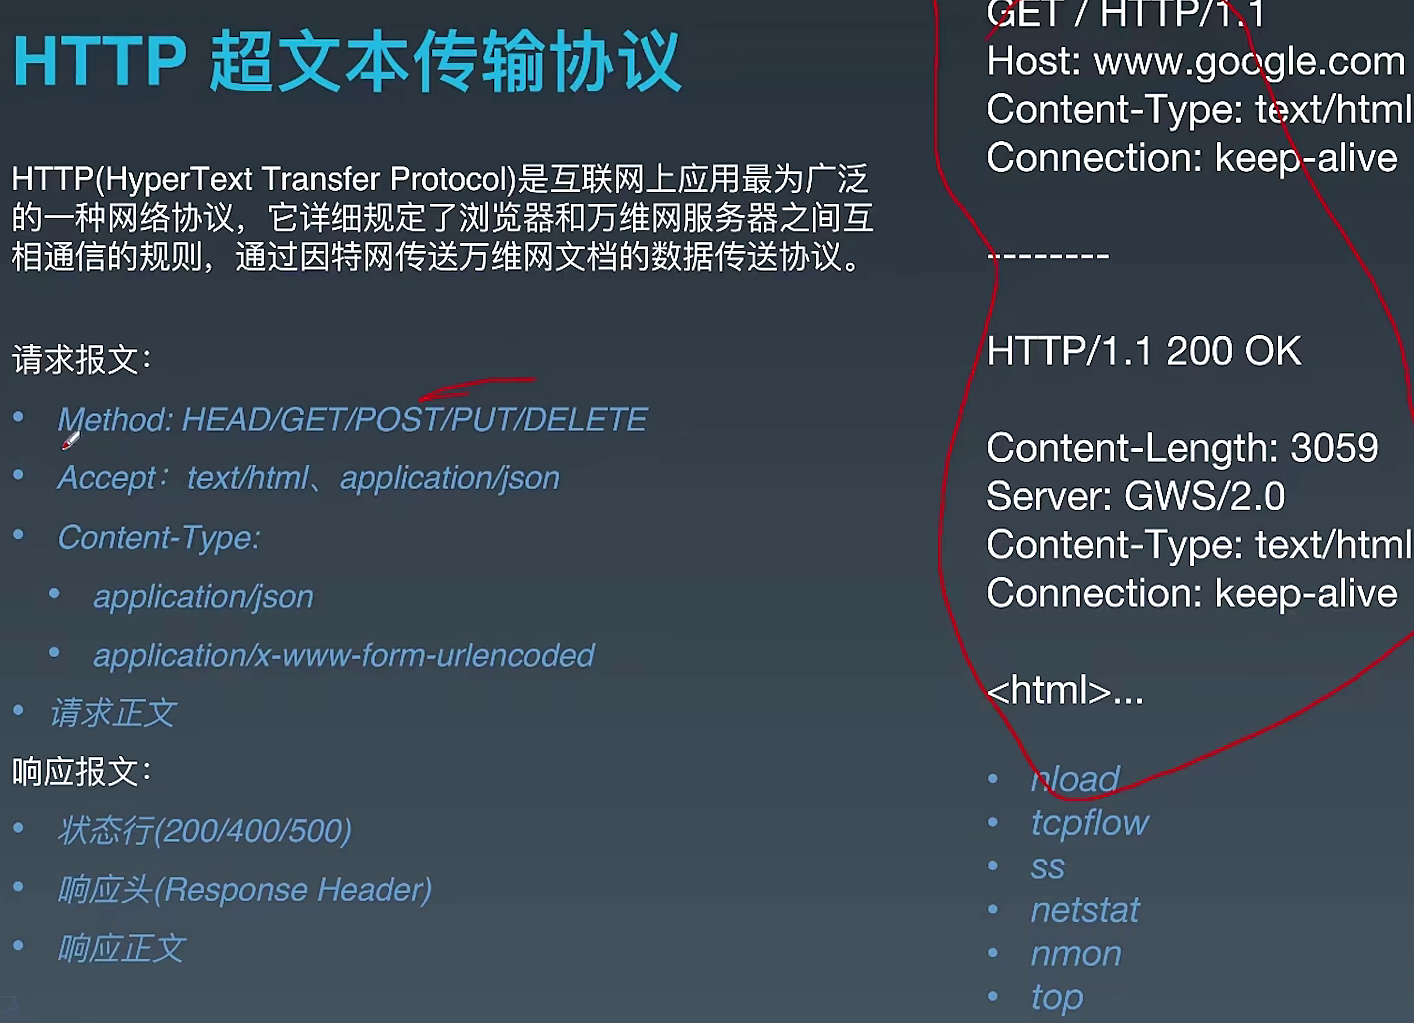 HTTP 超文本传输协议
HTTP(HyperText Transfer Protocol)是互联网上应用最为广泛
的一种网络协议，它详细规定了浏览器和万维网服务器之间互
相通信的规则，通过因特网传送万维网文档的数据传送协议。
请求报文：
• Method: HEAD/GET/POST/PUT/DELETE
• Accept：text/html、application/json
• Content-Type:
• application/json
• application/x-www-form-urlencoded
• 请求正文
响应报文：
• 状态行(200/400/500)
• 响应头(Response Header)
• 响应正文
GET / HTTP/1.1
Host: www.google.com
Content-Type: text/html
Connection: keep-alive
--------
HTTP/1.1 200 OK
Content-Length: 3059
Server: GWS/2.0
Content-Type: text/html
Connection: keep-alive
<html>...
• nload
• tcpflow
• ss
• netstat
• nmon
• top